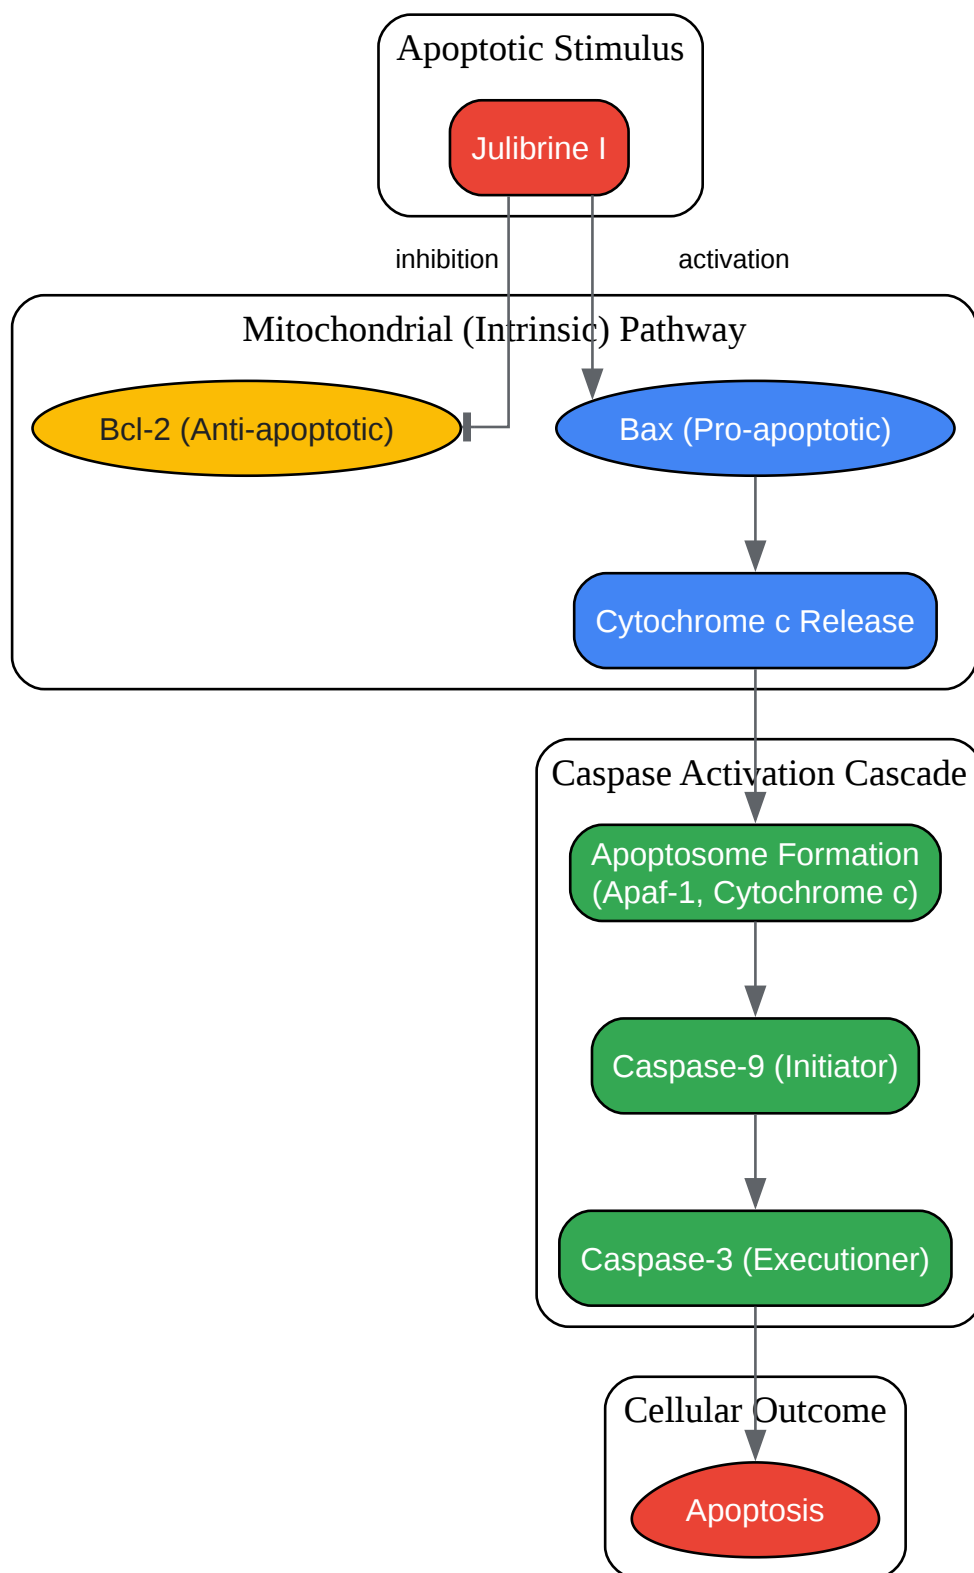 Apoptotic Stimulus
Julibrine I
inhibition
activation
Mitochondrial (Intrinsic) Pathway
Bcl-2 (Anti-apoptotic)
Bax (Pro-apoptotic)
Cytochrome c Release
Caspase Activation Cascade
Apoptosome Formation
(Apaf-1, Cytochrome c)
Caspase-9 (Initiator)
Caspase-3 (Executioner)
Cellular Outcome
Apoptosis